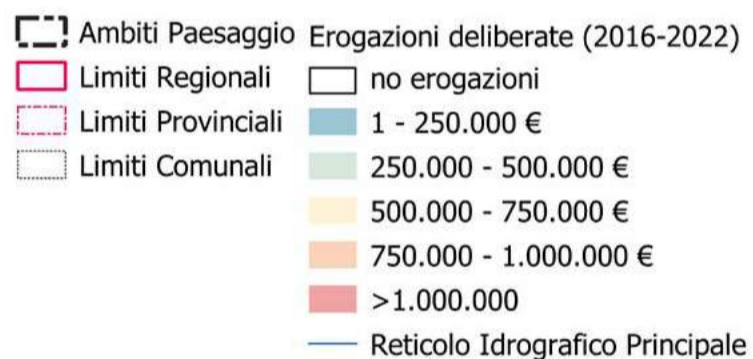 Ambiti Paesaggio
Limiti Regionali
Limiti Provinciali
Limiti Comunali
Erogazioni deliberate (2016-2022)
no erogazioni
1 - 250.000 €
250.000 - 500.000 €
500.000 - 750.000 €
750.000 - 1.000.000 €
>1.000.000
Reticolo Idrografico Principale